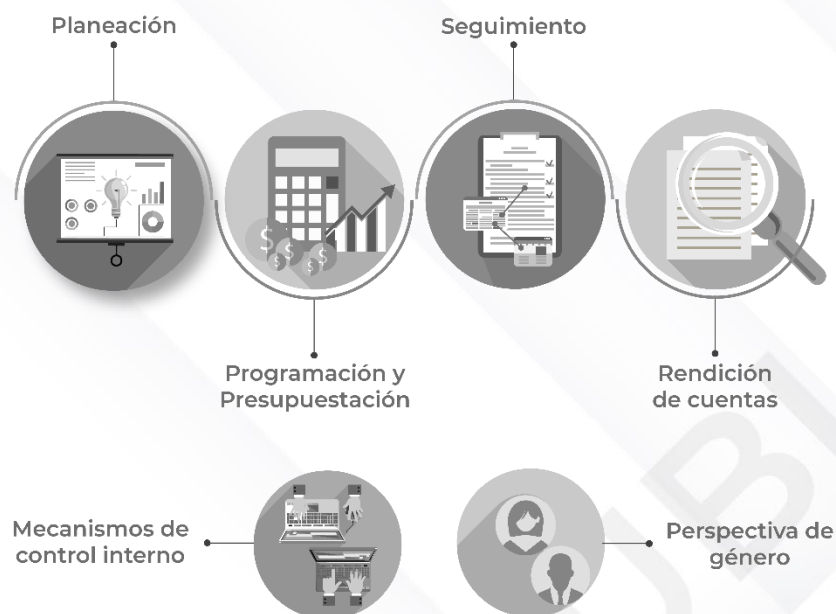 Planeación
Seguimiento
Programación y
Presupuestación
Rendición
de cuentas
Mecanismos de
control interno
Perspectiva de
género